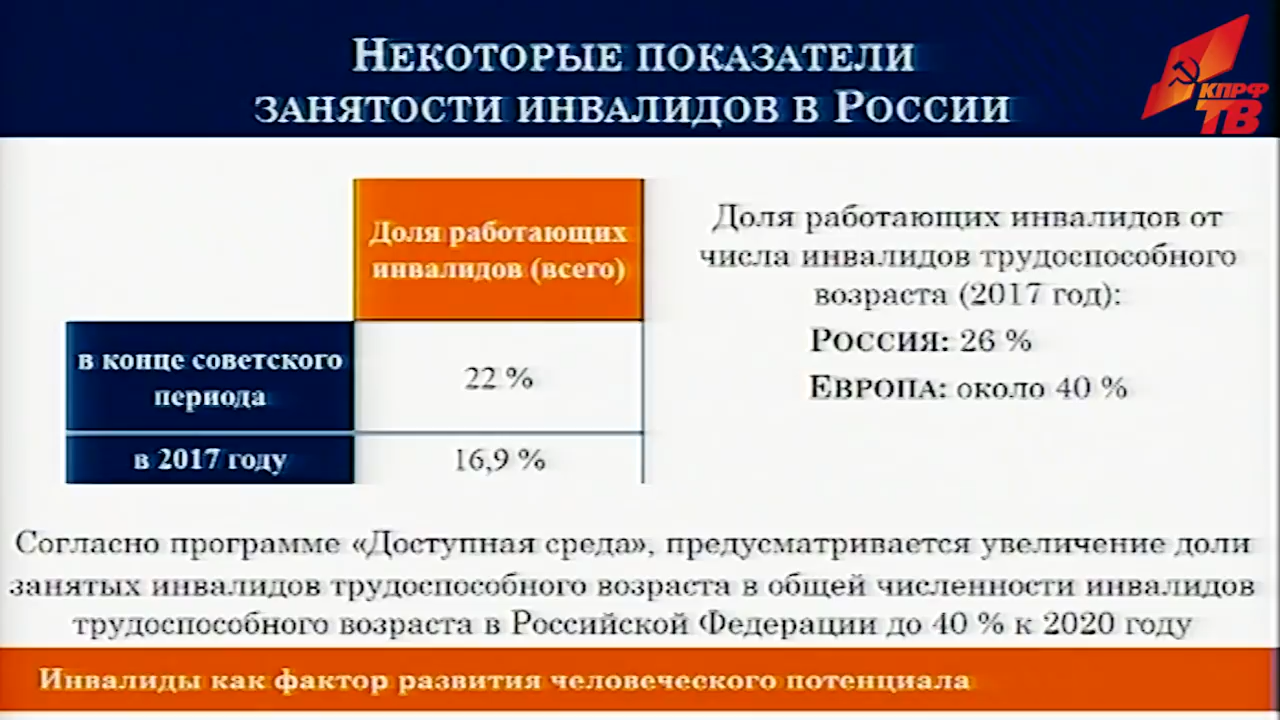 Некоторые показатели
занятости инвалидов в России
КПРФ
ТВ
Доля работающих
инвалидов (всего)
в конце советского
периода
22 %
в 2017 году
16,9 %
Доля работающих инвалидов от
числа инвалидов трудоспособного
возраста (2017 год):
Россия: 26 %
Европа: около 40 %
Согласно программе «Доступная среда», предусматривается увеличение доли
занятых инвалидов трудоспособного возраста в общей численности инвалидов
трудоспособного возраста в Российской Федерации до 40 % к 2020 году
Инвалиды как фактор развития человеческого потенциала